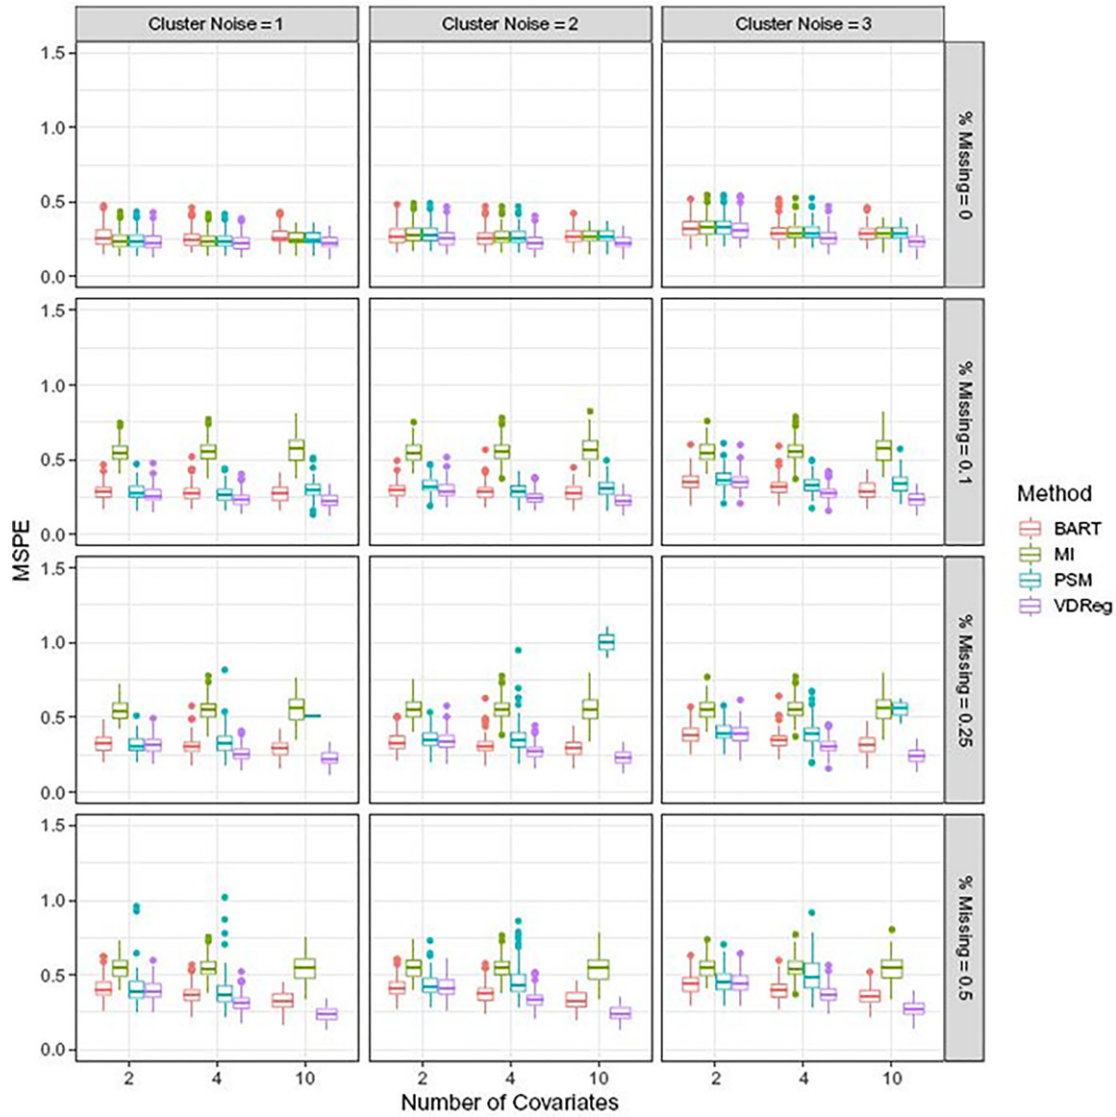 Cluster Noise = 1
Cluster Noise = 2
Cluster Noise = 3
1.5
1.0
0.5
0.0
% Missing = 0
1.5
1.0
0.5
0.0
% Missing = 0.1
1.5
1.0
0.5
0.0
% Missing = 0.25
1.5
1.0
0.5
0.0
% Missing = 0.5
MSPE
2 4 10
2 4 10
2 4 10
Number of Covariates
Method
BART
MI
PSM
VDReg